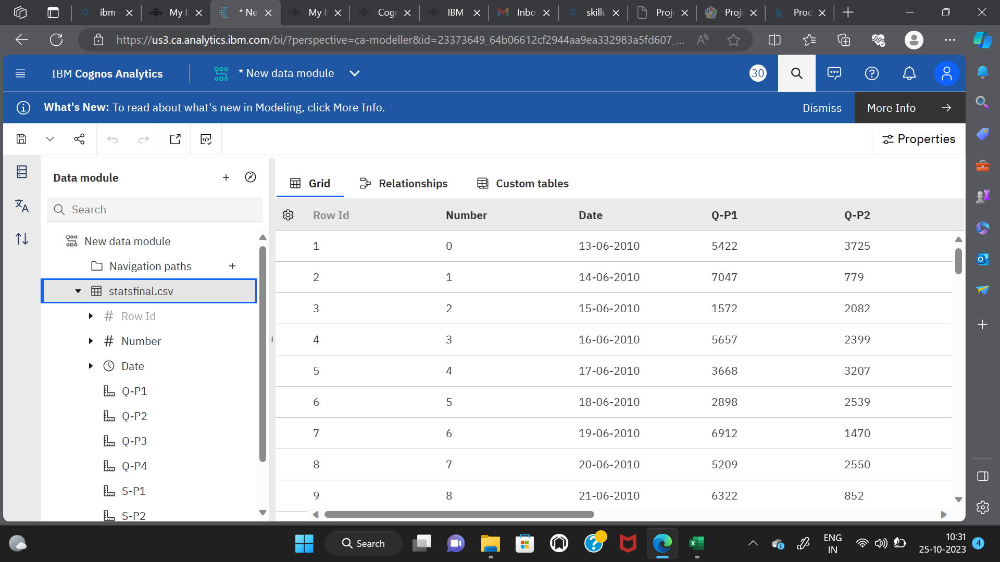 ibm
My I
* Ne
My I
Cog
IBM
Inbo
skillu
Proj
Proj
Prod
https://us3.ca.analytics.ibm.com/bi/?perspective=ca-modeller&id=23373649_64b06612cf2944aa9ea332983a5fd607_...
IBM Cognos Analytics
* New data module
30
What's New: To read about what's new in Modeling, click More Info.
Dismiss
More Info
Properties
Data module
Search
New data module
Navigation paths
statsfinal.csv
Row Id
Number
Date
Q-P1
Q-P2
Q-P3
Q-P4
S-P1
S-P2
Grid Relationships Custom tables
Row Id Number Date Q-P1 Q-P2
1 0 13-06-2010 5422 3725
2 1 14-06-2010 7047 779
3 2 15-06-2010 1572 2082
4 3 16-06-2010 5657 2399
5 4 17-06-2010 3668 3207
6 5 18-06-2010 2898 2539
7 6 19-06-2010 6912 1470
8 7 20-06-2010 5209 2550
9 8 21-06-2010 6322 852
Search
ENG
IN
10:31
25-10-2023
4